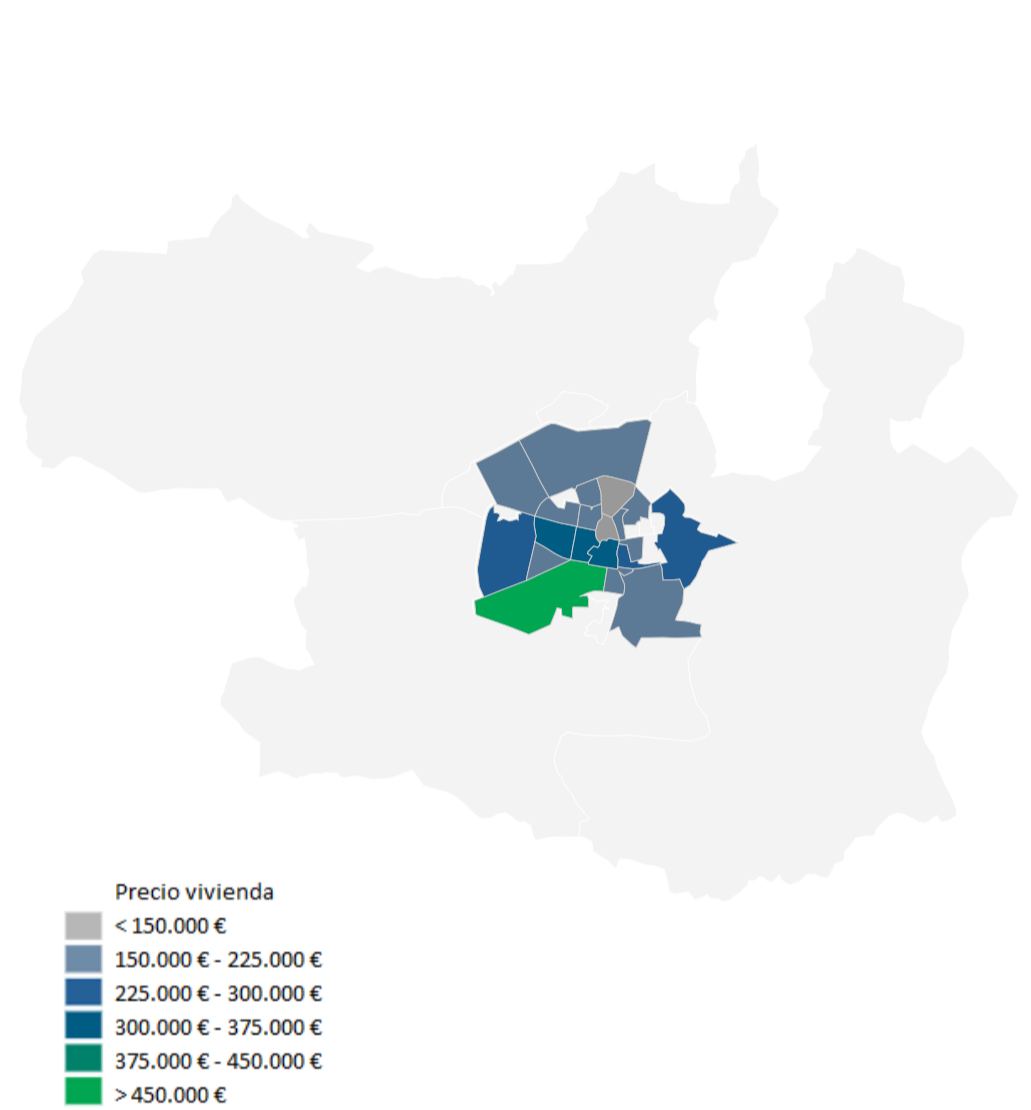 Precio vivienda
< 150.000 €
150.000 € - 225.000 €
225.000 € - 300.000 €
300.000 € - 375.000 €
375.000 € - 450.000 €
> 450.000 €